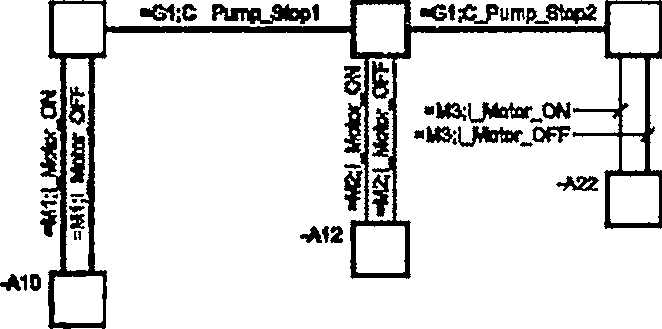 =G1;C_Pump_Stop1
=G1;C_Pump_Stop2
=M1;I_Motor_ON
=M1;I_Motor_OFF
=M2;I_Motor_ON
=M2;I_Motor_OFF
=M3;I_Motor_ON
=M3;I_Motor_OFF
-A22
-A12
-A10